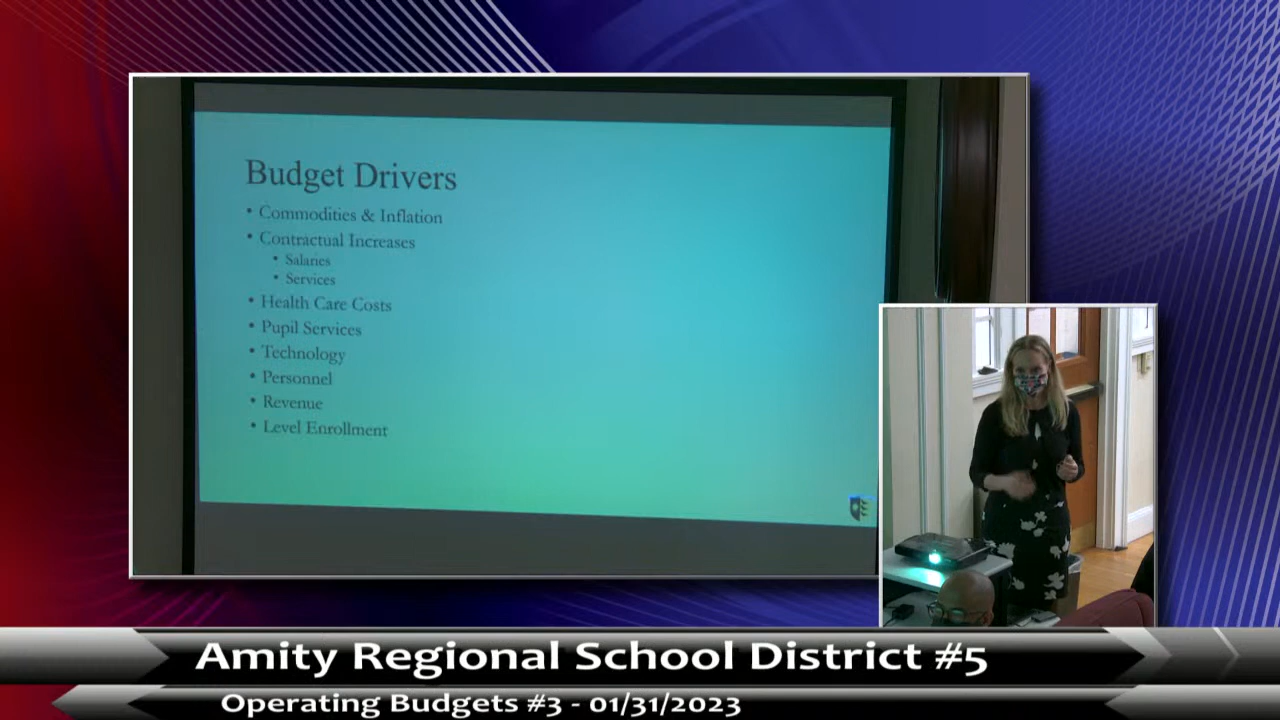 Budget Drivers
• Commodities & Inflation
• Contractual Increases
• Salaries
• Services
• Health Care Costs
• Pupil Services
• Technology
• Personnel
• Revenue
• Level Enrollment
Amity Regional School District #5
Operating Budgets #3 - 01/31/2023